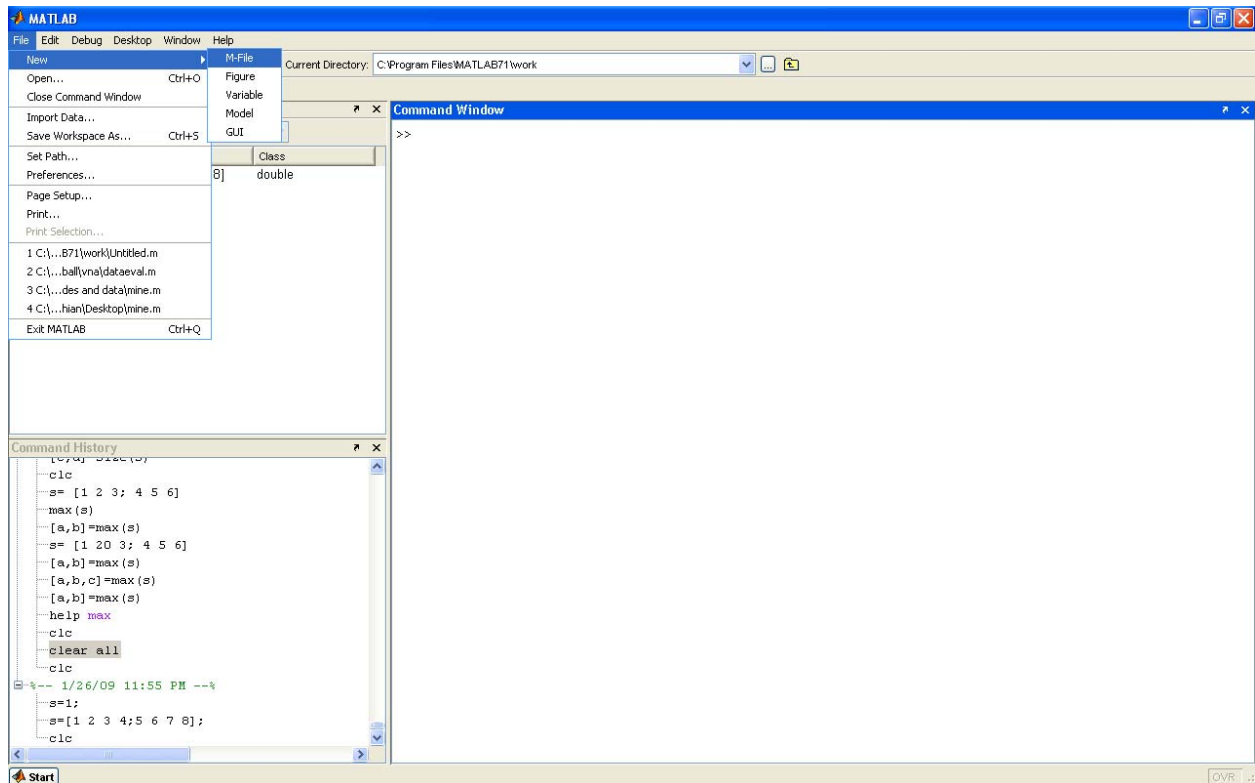 MATLAB
File Edit Debug Desktop Window Help
New
Open... Ctrl+O
Close Command Window
Import Data...
Save Workspace As... Ctrl+S
Set Path...
Preferences...
Page Setup...
Print...
Print Selection...
1 C:\...B71\work\Untitled.m
2 C:\...ball\vna\dataeval.m
3 C:\...des and data\mine.m
4 C:\...hian\Desktop\mine.m
Exit MATLAB Ctrl+Q
M-File
Figure
Variable
Model
GUI
Current Directory: C:\Program Files\MATLAB71\work
Class
8] double
Command Window
>>
Command History
clc
s= [1 2 3; 4 5 6]
max(s)
[a,b]=max(s)
s= [1 20 3; 4 5 6]
[a,b]=max(s)
[a,b,c]=max(s)
[a,b]=max(s)
help max
clc
clear all
clc
%-- 1/26/09 11:55 PM --%
s=1;
s=[1 2 3 4;5 6 7 8];
clc
Start
OVR